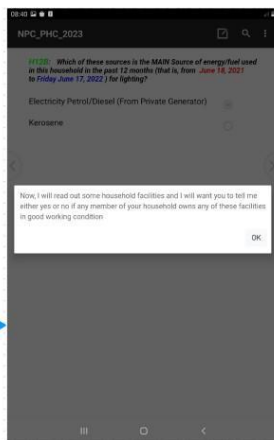 08:40
NPC_PHC_2023
H12B: Which of these sources is the MAIN Source of energy/fuel used
in this household in the past 12 months (that is, from June 18, 2021
to Friday June 17, 2022 ) for lighting?
Electricity Petrol/Diesel (From Private Generator)
Kerosene
Now, I will read out some household facilities and I will want you to tell me
either yes or no if any member of your household owns any of these facilities
in good working condition
OK